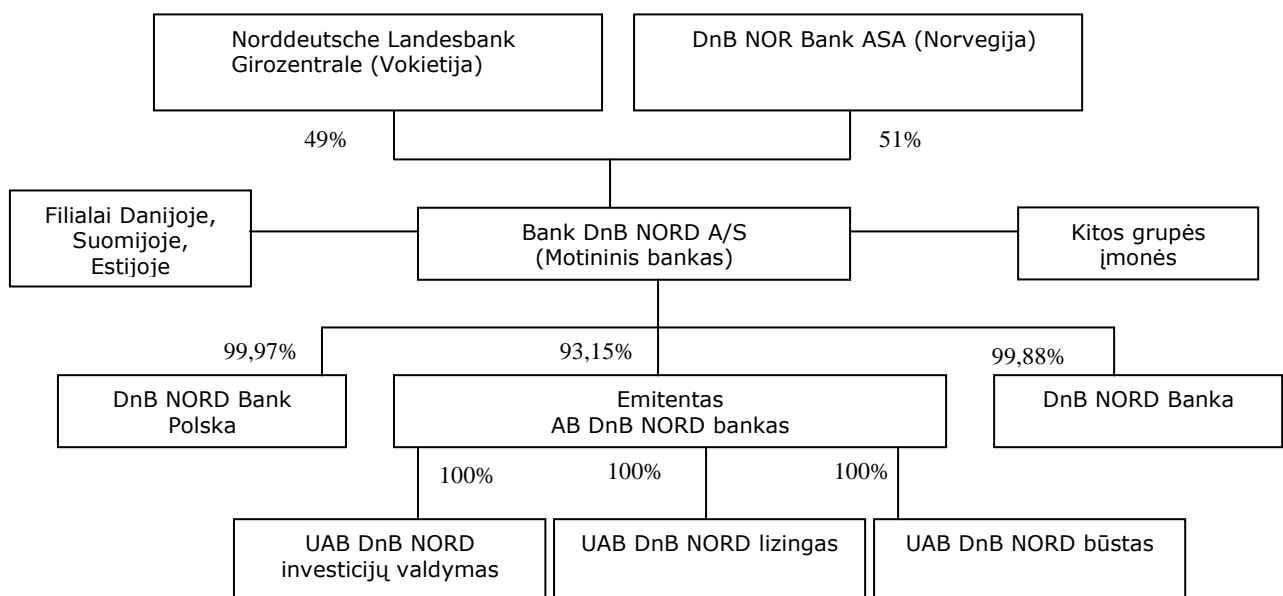 Norddeutsche Landesbank
Girozentrale (Vokietija)
DnB NOR Bank ASA (Norvegija)
49%
51%
Filialai Danijoje,
Suomijoje,
Estijoje
Bank DnB NORD A/S
(Motininis bankas)
Kitos grupės
įmonės
99,97%
93,15%
99,88%
DnB NORD Bank
Polska
Emitentas
AB DnB NORD bankas
DnB NORD Banka
100%
100%
100%
UAB DnB NORD
investicijų valdymas
UAB DnB NORD lizingas
UAB DnB NORD būstas